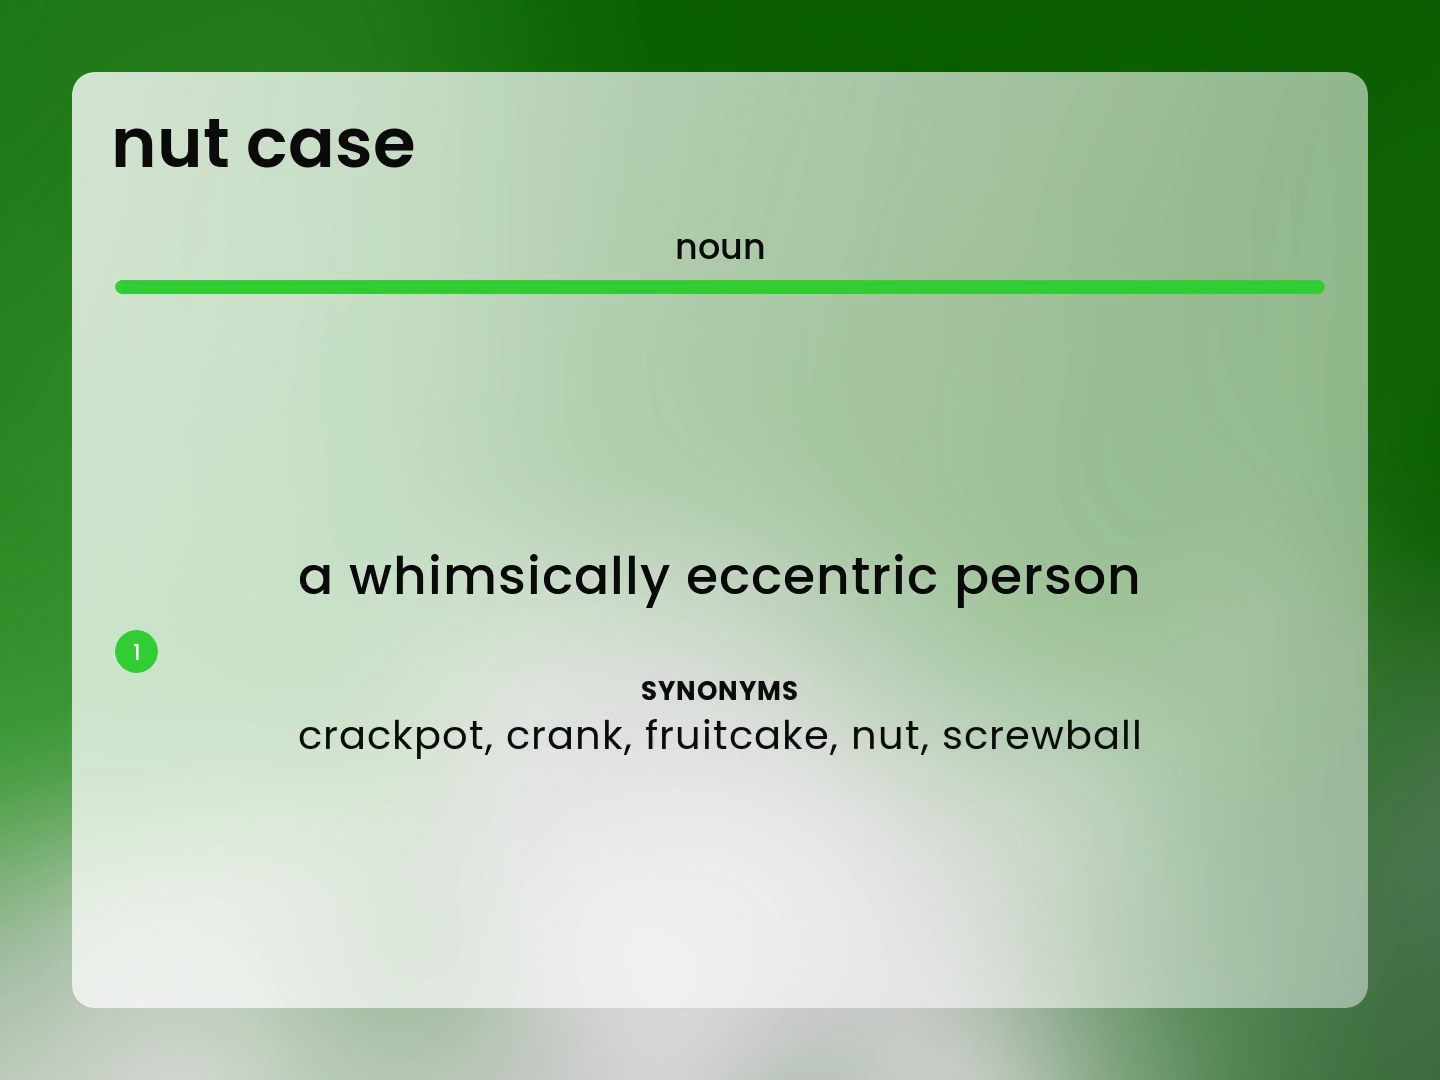 nut case
noun
a whimsically eccentric person
1
SYNONYMS
crackpot, crank, fruitcake, nut, screwball